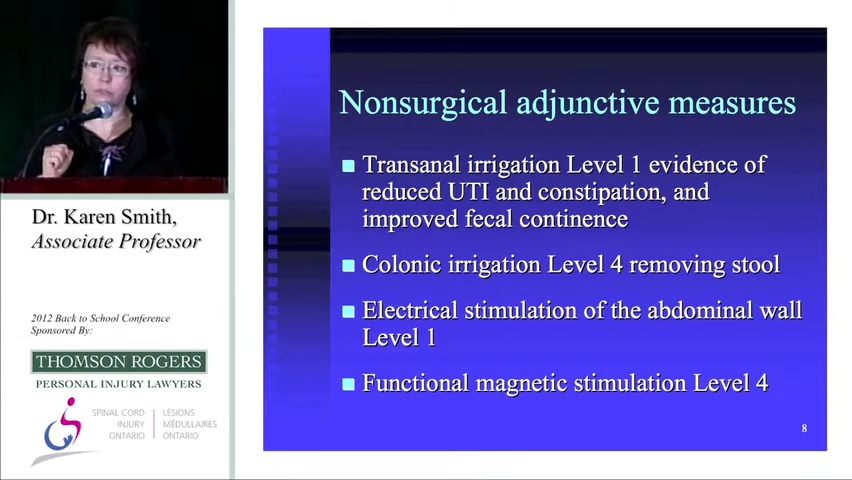 Dr. Karen Smith,
Associate Professor
2012 Back to School Conference
Sponsored By:
THOMSON ROGERS
PERSONAL INJURY LAWYERS
SPINAL CORD
INJURY
ONTARIO
LÉSIONS
MÉDULLAIRES
ONTARIO
Nonsurgical adjunctive measures
Transanal irrigation Level 1 evidence of
reduced UTI and constipation, and
improved fecal continence
Colonic irrigation Level 4 removing stool
Electrical stimulation of the abdominal wall
Level 1
Functional magnetic stimulation Level 4
8